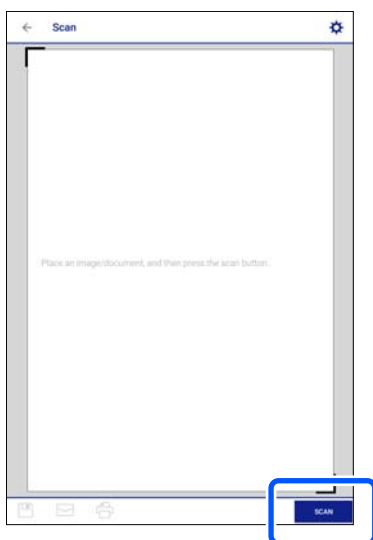 Scan
Place an image/document, and then press the scan button.
SCAN